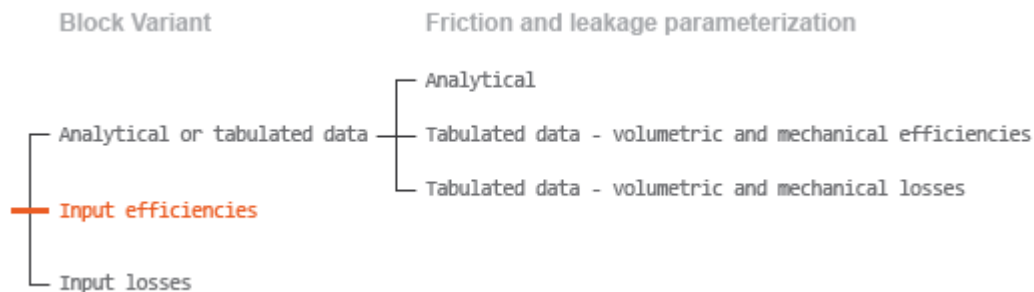 Block Variant
Friction and leakage parameterization
Analytical
Analytical or tabulated data
Tabulated data - volumetric and mechanical efficiencies
Tabulated data - volumetric and mechanical losses
Input efficiencies
Input losses